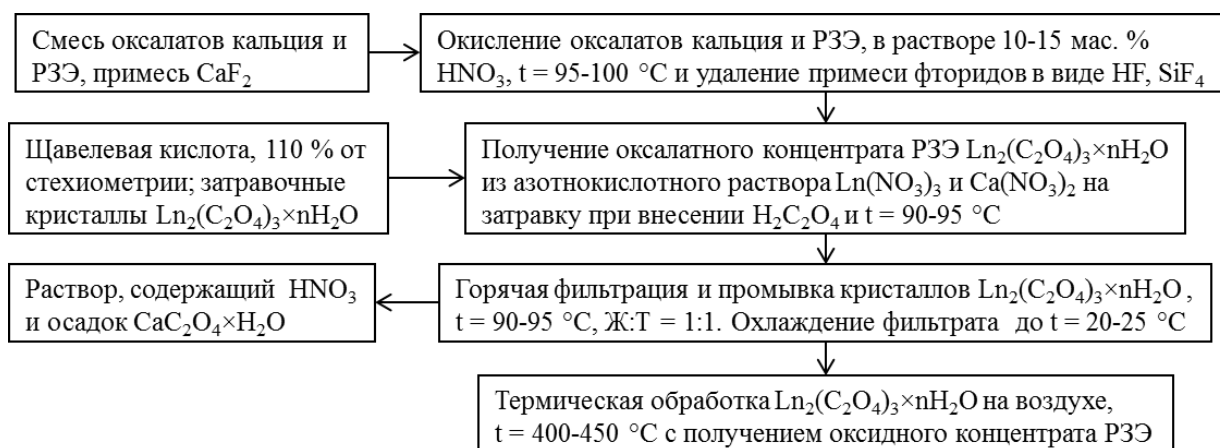 Смесь оксалатов кальция и
РЗЭ, примесь CaF₂
Окисление оксалатов кальция и РЗЭ, в растворе 10-15 мас. %
HNO₃, t = 95-100 °C и удаление примеси фторидов в виде HF, SiF₄
Щавелевая кислота, 110 % от
стехиометрии; затравочные
кристаллы Ln₂(C₂O₄)₃×nH₂O
Получение оксалатного концентрата РЗЭ Ln₂(C₂O₄)₃×nH₂O
из азотнокислотного раствора Ln(NO₃)₃ и Ca(NO₃)₂ на
затравку при внесении H₂C₂O₄ и t = 90-95 °C
Раствор, содержащий HNO₃
и осадок CaC₂O₄×H₂O
Горячая фильтрация и промывка кристаллов Ln₂(C₂O₄)₃×nH₂O ,
t = 90-95 °C, Ж:Т = 1:1. Охлаждение фильтрата до t = 20-25 °C
Термическая обработка Ln₂(C₂O₄)₃×nH₂O на воздухе,
t = 400-450 °C с получением оксидного концентрата РЗЭ